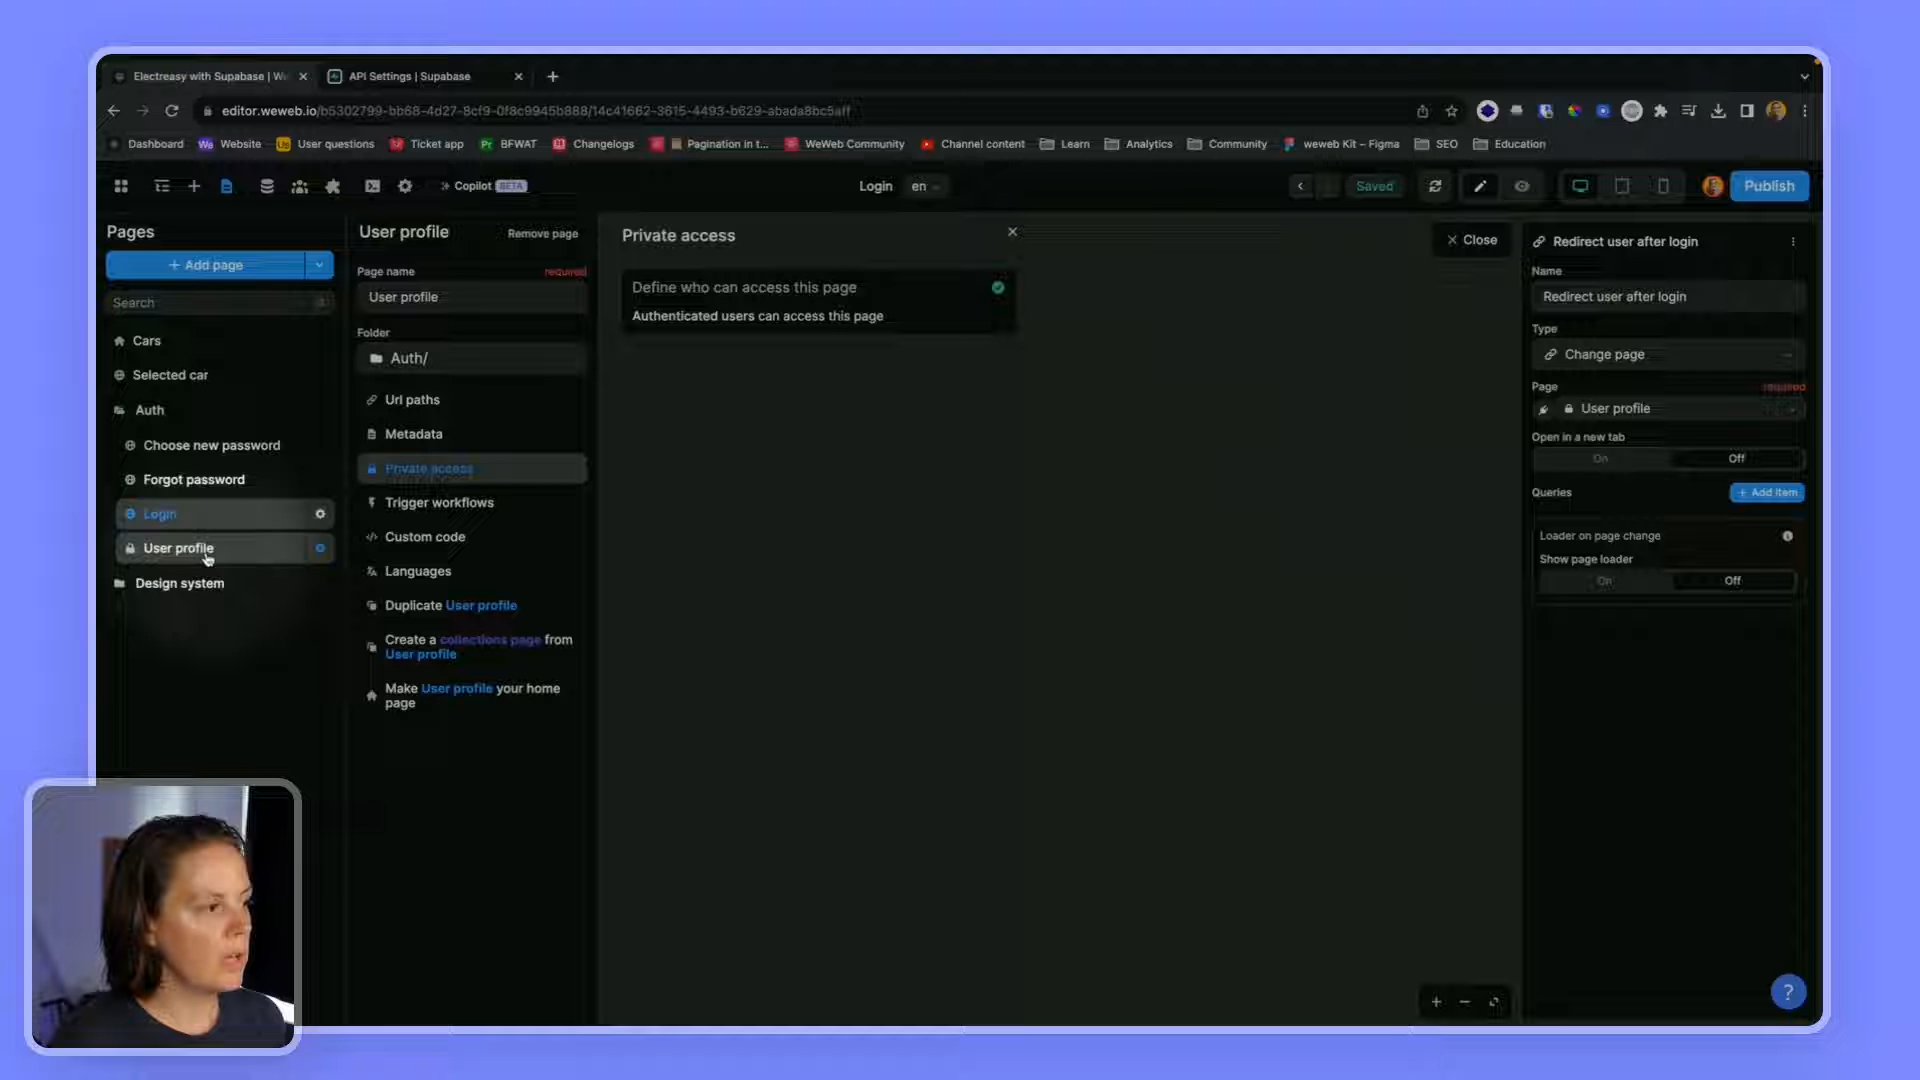 Electreasy with Supabase | We
API Settings | Supabase
editor.weweb.io/b5302799-bb68-4d27-8cf9-0f8c9945b888/14c41662-3615-4493-b629-abada8bc5aff
Dashboard
We Website
Us User questions
Ticket app
Pr BFWAT
Changelogs
Pagination in t...
WeWeb Community
Channel content
Learn
Analytics
Community
weweb Kit – Figma
SEO
Education
Copilot BETA
Login
en
Saved
Publish
Pages
+ Add page
Search
Cars
Selected car
Auth
Choose new password
Forgot password
Login
User profile
Design system
User profile
Remove page
Page name
required
User profile
Folder
Auth/
Url paths
Metadata
Private access
Trigger workflows
Custom code
Languages
Duplicate User profile
Create a collections page from
User profile
Make User profile your home
page
Private access
Define who can access this page
Authenticated users can access this page
Close
Redirect user after login
Name
Redirect user after login
Type
Change page
Page
required
User profile
Open in a new tab
On
Off
Queries
+ Add item
Loader on page change
Show page loader
On
Off
?